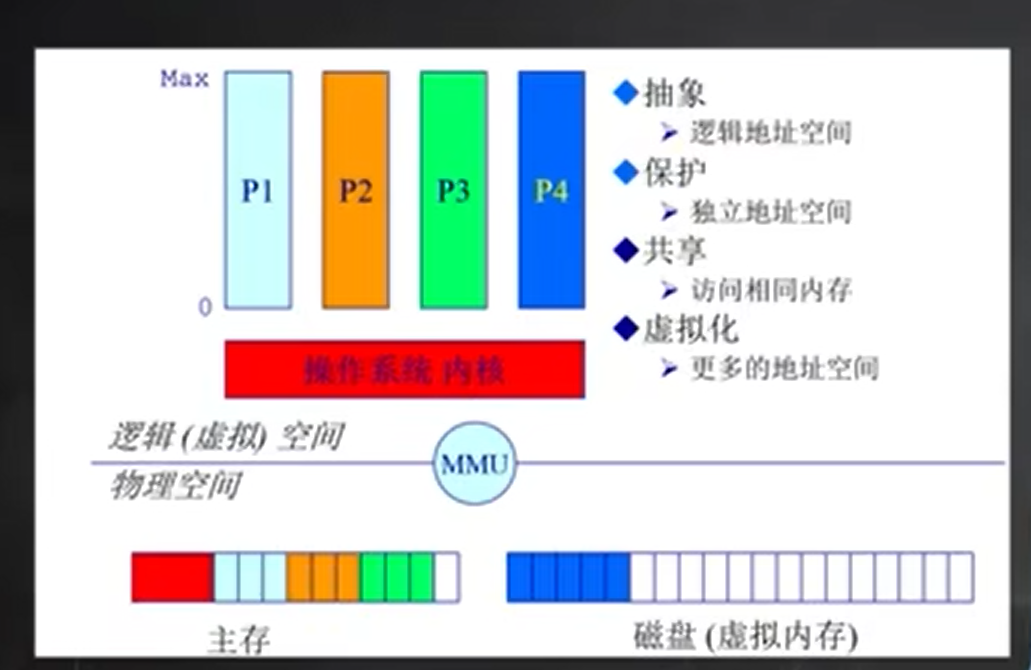 Max
P1
P2
P3
P4
0
操作系统 内核
◆抽象
➢ 逻辑地址空间
◆保护
➢ 独立地址空间
◆共享
➢ 访问相同内存
◆虚拟化
➢ 更多的地址空间
逻辑 (虚拟) 空间
MMU
物理空间
主存
磁盘 (虚拟内存)